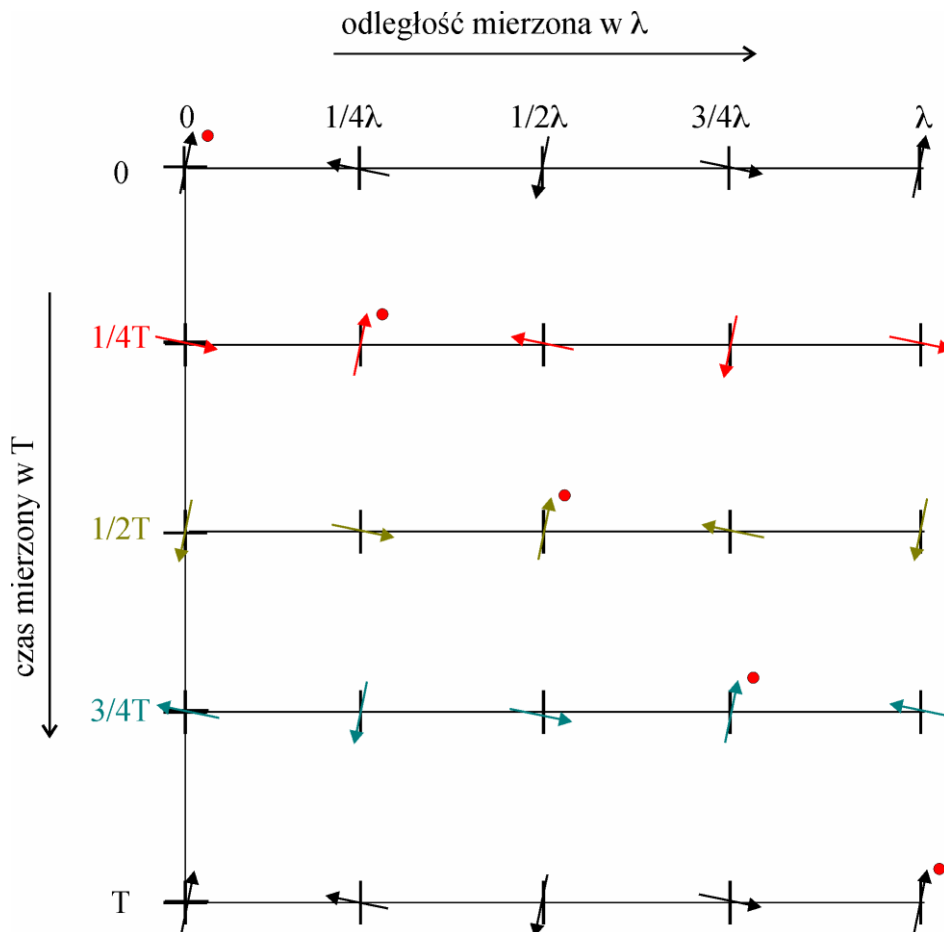 odległość mierzona w λ
0 1/4λ 1/2λ 3/4λ λ
0
1/4T
1/2T
3/4T
T
czas mierzony w T